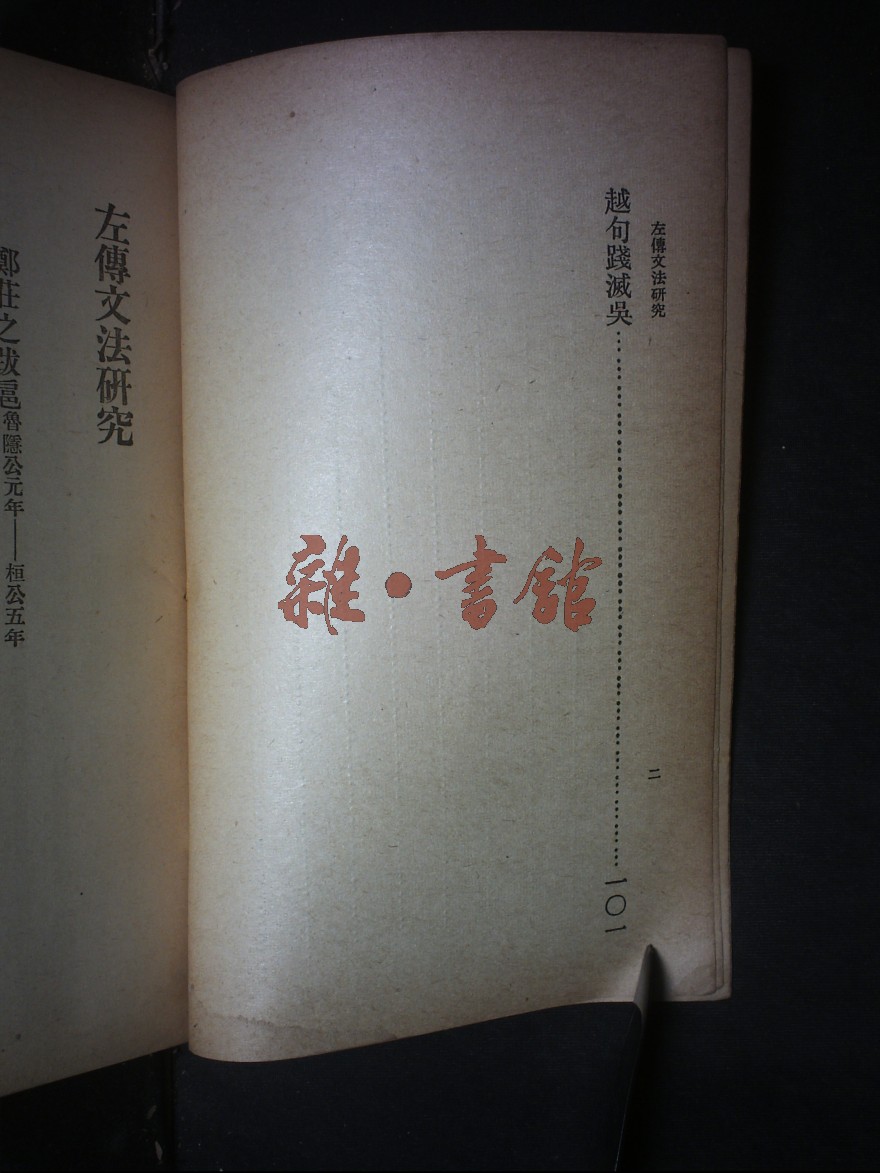 左傳文法研究
二
越句踐滅吳……一〇一
雜·書館
左傳文法研究
鄭莊之跋扈魯隱公元年——桓公五年